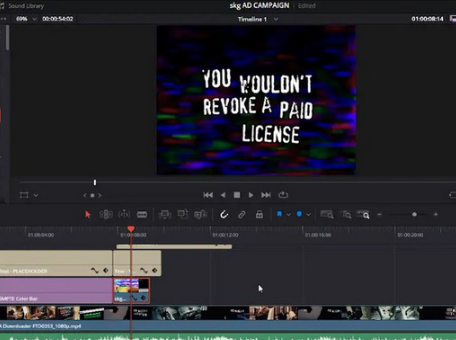 Sound Library
skg AD CAMPAIGN
Edited
69%
00:00:54:02
Timeline 1
01:00:08:14
YOU WOULDN'T
REVOKE A PAID
LICENSE
01:00:04:00
01:00:08:00
01:00:12:00
01:00:16:00
01:00:20:00
PLACEHOLDER
SMPTE Color Bar
skg...
Downloader
1080p.mp4